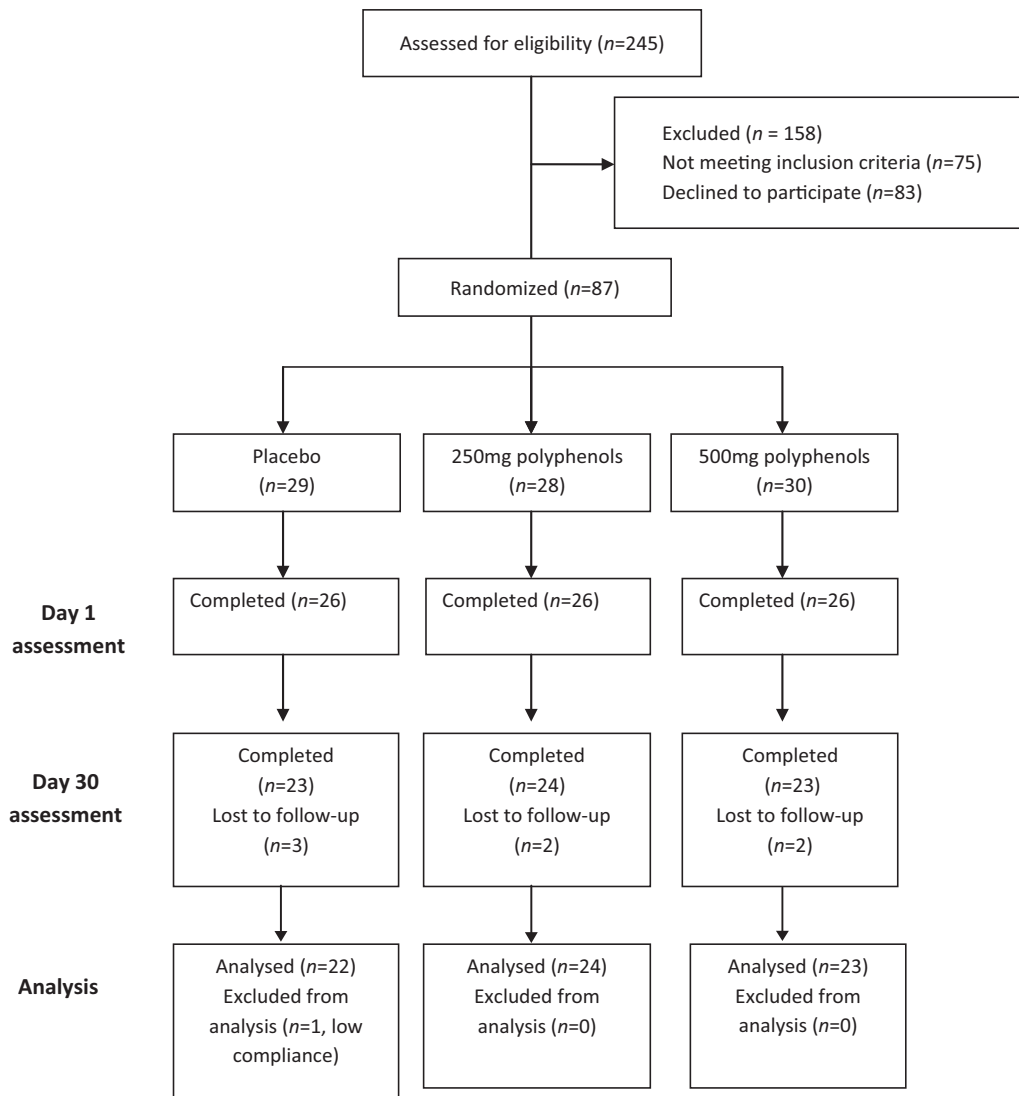 Assessed for eligibility (n=245)
Excluded (n = 158)
Not meeting inclusion criteria (n=75)
Declined to participate (n=83)
Randomized (n=87)
Placebo
(n=29)
250mg polyphenols
(n=28)
500mg polyphenols
(n=30)
Day 1
assessment
Completed (n=26)
Completed (n=26)
Completed (n=26)
Day 30
assessment
Completed
(n=23)
Lost to follow-up
(n=3)
Completed
(n=24)
Lost to follow-up
(n=2)
Completed
(n=23)
Lost to follow-up
(n=2)
Analysis
Analysed (n=22)
Excluded from
analysis (n=1, low
compliance)
Analysed (n=24)
Excluded from
analysis (n=0)
Analysed (n=23)
Excluded from
analysis (n=0)